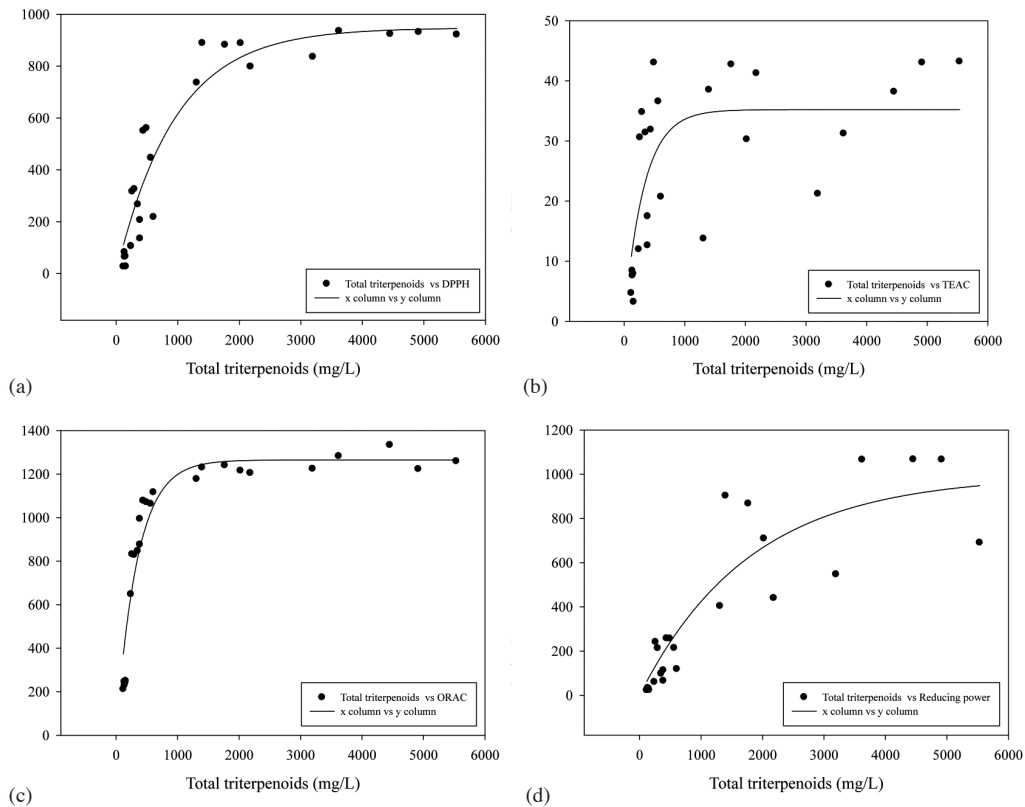 1000
800
600
400
200
0
Total triterpenoids vs DPPH
x column vs y column
0 1000 2000 3000 4000 5000 6000
Total triterpenoids (mg/L)
(a)
50
40
30
20
10
0
Total triterpenoids vs TEAC
x column vs y column
0 1000 2000 3000 4000 5000 6000
Total triterpenoids (mg/L)
(b)
1400
1200
1000
800
600
400
200
0
Total triterpenoids vs ORAC
x column vs y column
0 1000 2000 3000 4000 5000 6000
Total triterpenoids (mg/L)
(c)
1200
1000
800
600
400
200
0
Total triterpenoids vs Reducing power
x column vs y column
0 1000 2000 3000 4000 5000 6000
Total triterpenoids (mg/L)
(d)